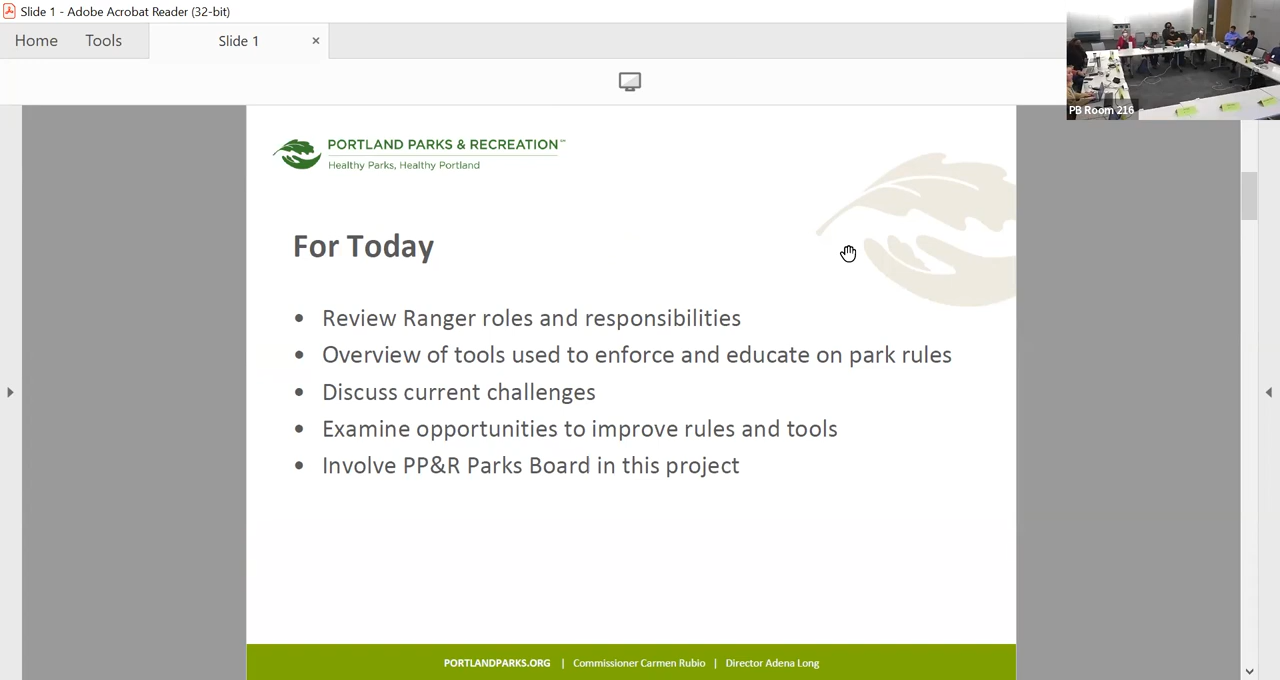 Slide 1 - Adobe Acrobat Reader (32-bit)
Home
Tools
Slide 1
×
PB Room 216
PORTLAND PARKS & RECREATION℠
Healthy Parks, Healthy Portland
For Today
• Review Ranger roles and responsibilities
• Overview of tools used to enforce and educate on park rules
• Discuss current challenges
• Examine opportunities to improve rules and tools
• Involve PP&R Parks Board in this project
PORTLANDPARKS.ORG | Commissioner Carmen Rubio | Director Adena Long